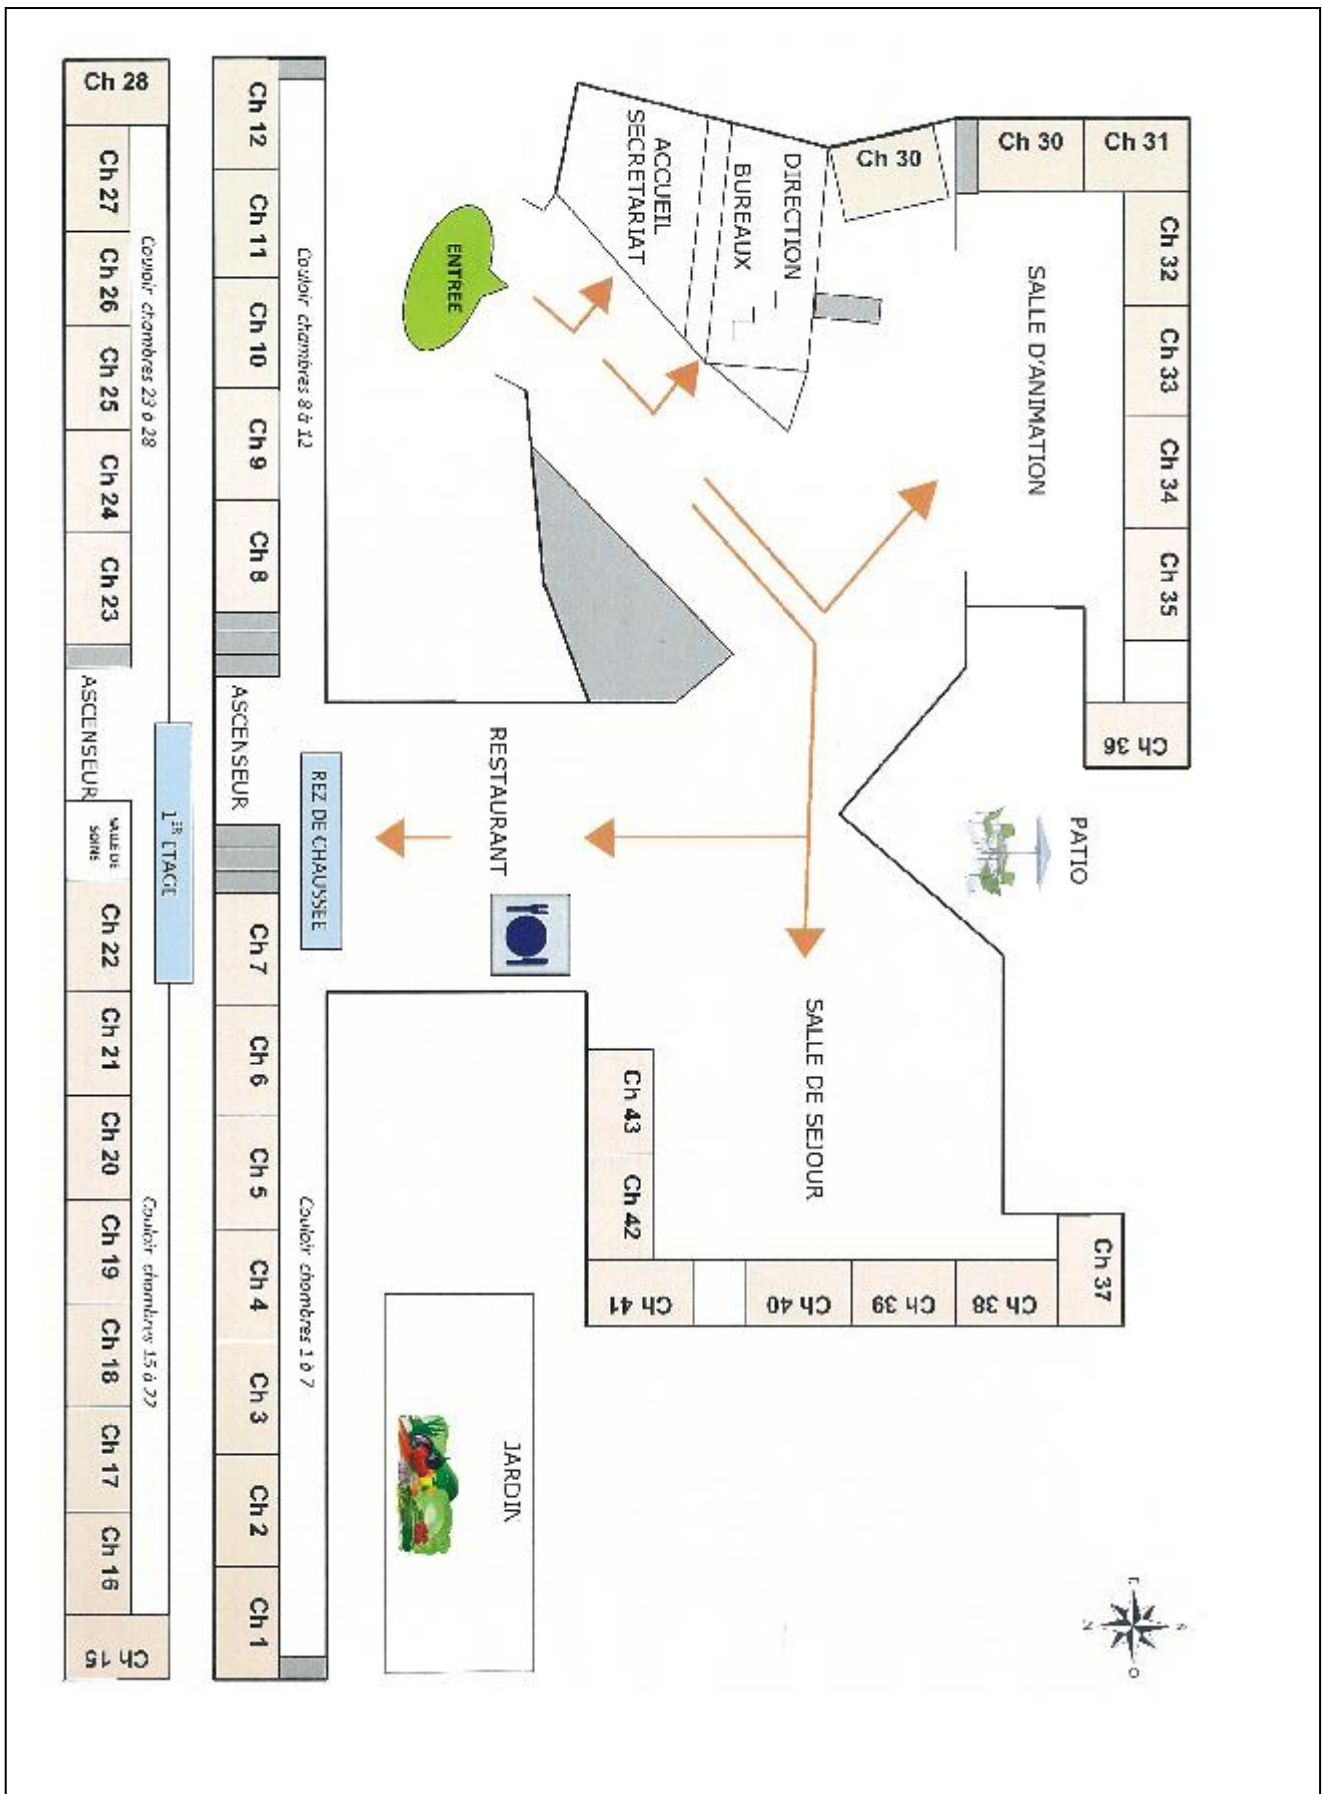 Ch 28
Ch 27
Ch 26
Ch 25
Ch 24
Ch 23
Couloir chambres 23 à 28
ASCENSEUR
SALLE DE
SOINS
1ER ETAGE
Ch 22
Ch 21
Ch 20
Ch 19
Ch 18
Ch 17
Ch 16
Ch 15
Couloir chambres 15 à 22
Ch 12
Ch 11
Ch 10
Ch 9
Ch 8
Couloir chambres 8 à 12
ASCENSEUR
REZ DE CHAUSSEE
Ch 7
Ch 6
Ch 5
Ch 4
Ch 3
Ch 2
Ch 1
Couloir chambres 1 à 7
ENTREE
ACCUEIL
SECRETARIAT
DIRECTION
BUREAUX
Ch 30
Ch 30
Ch 31
Ch 32
Ch 33
Ch 34
Ch 35
Ch 36
SALLE D'ANIMATION
RESTAURANT
PATIO
SALLE DE SEJOUR
Ch 43
Ch 42
Ch 41
Ch 40
Ch 39
Ch 38
Ch 37
JARDIN
O